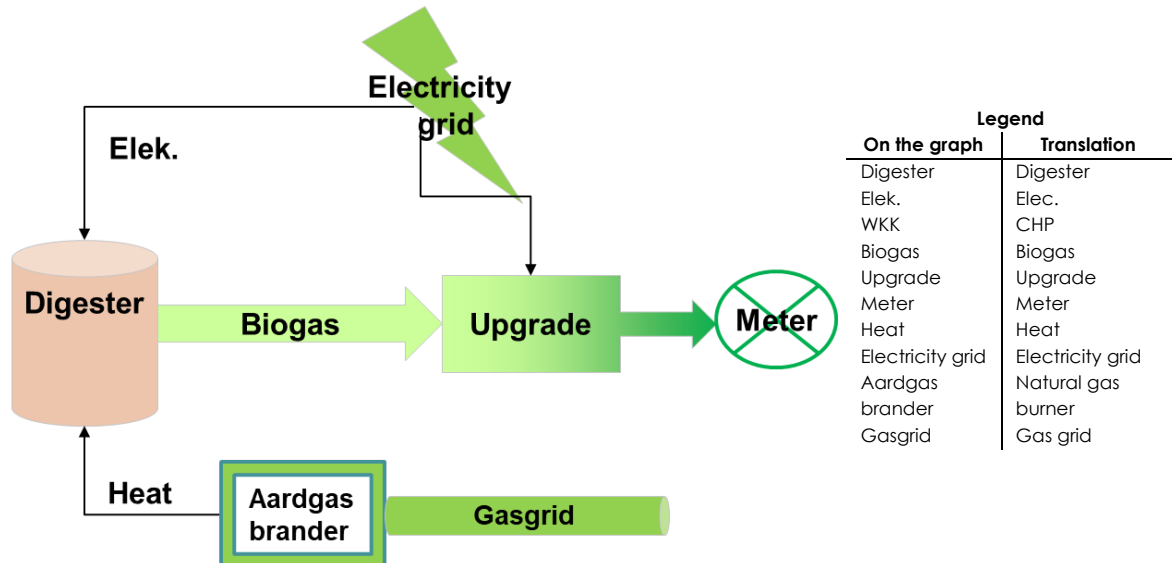 Electricity
grid
Elek.
Digester
Biogas
Upgrade
Meter
Heat
Aardgas
brander
Gasgrid
Legend
On the graph Translation
Digester Digester
Elek. Elec.
WKK CHP
Biogas Biogas
Upgrade Upgrade
Meter Meter
Heat Heat
Electricity grid Electricity grid
Aardgas Natural gas
brander burner
Gasgrid Gas grid